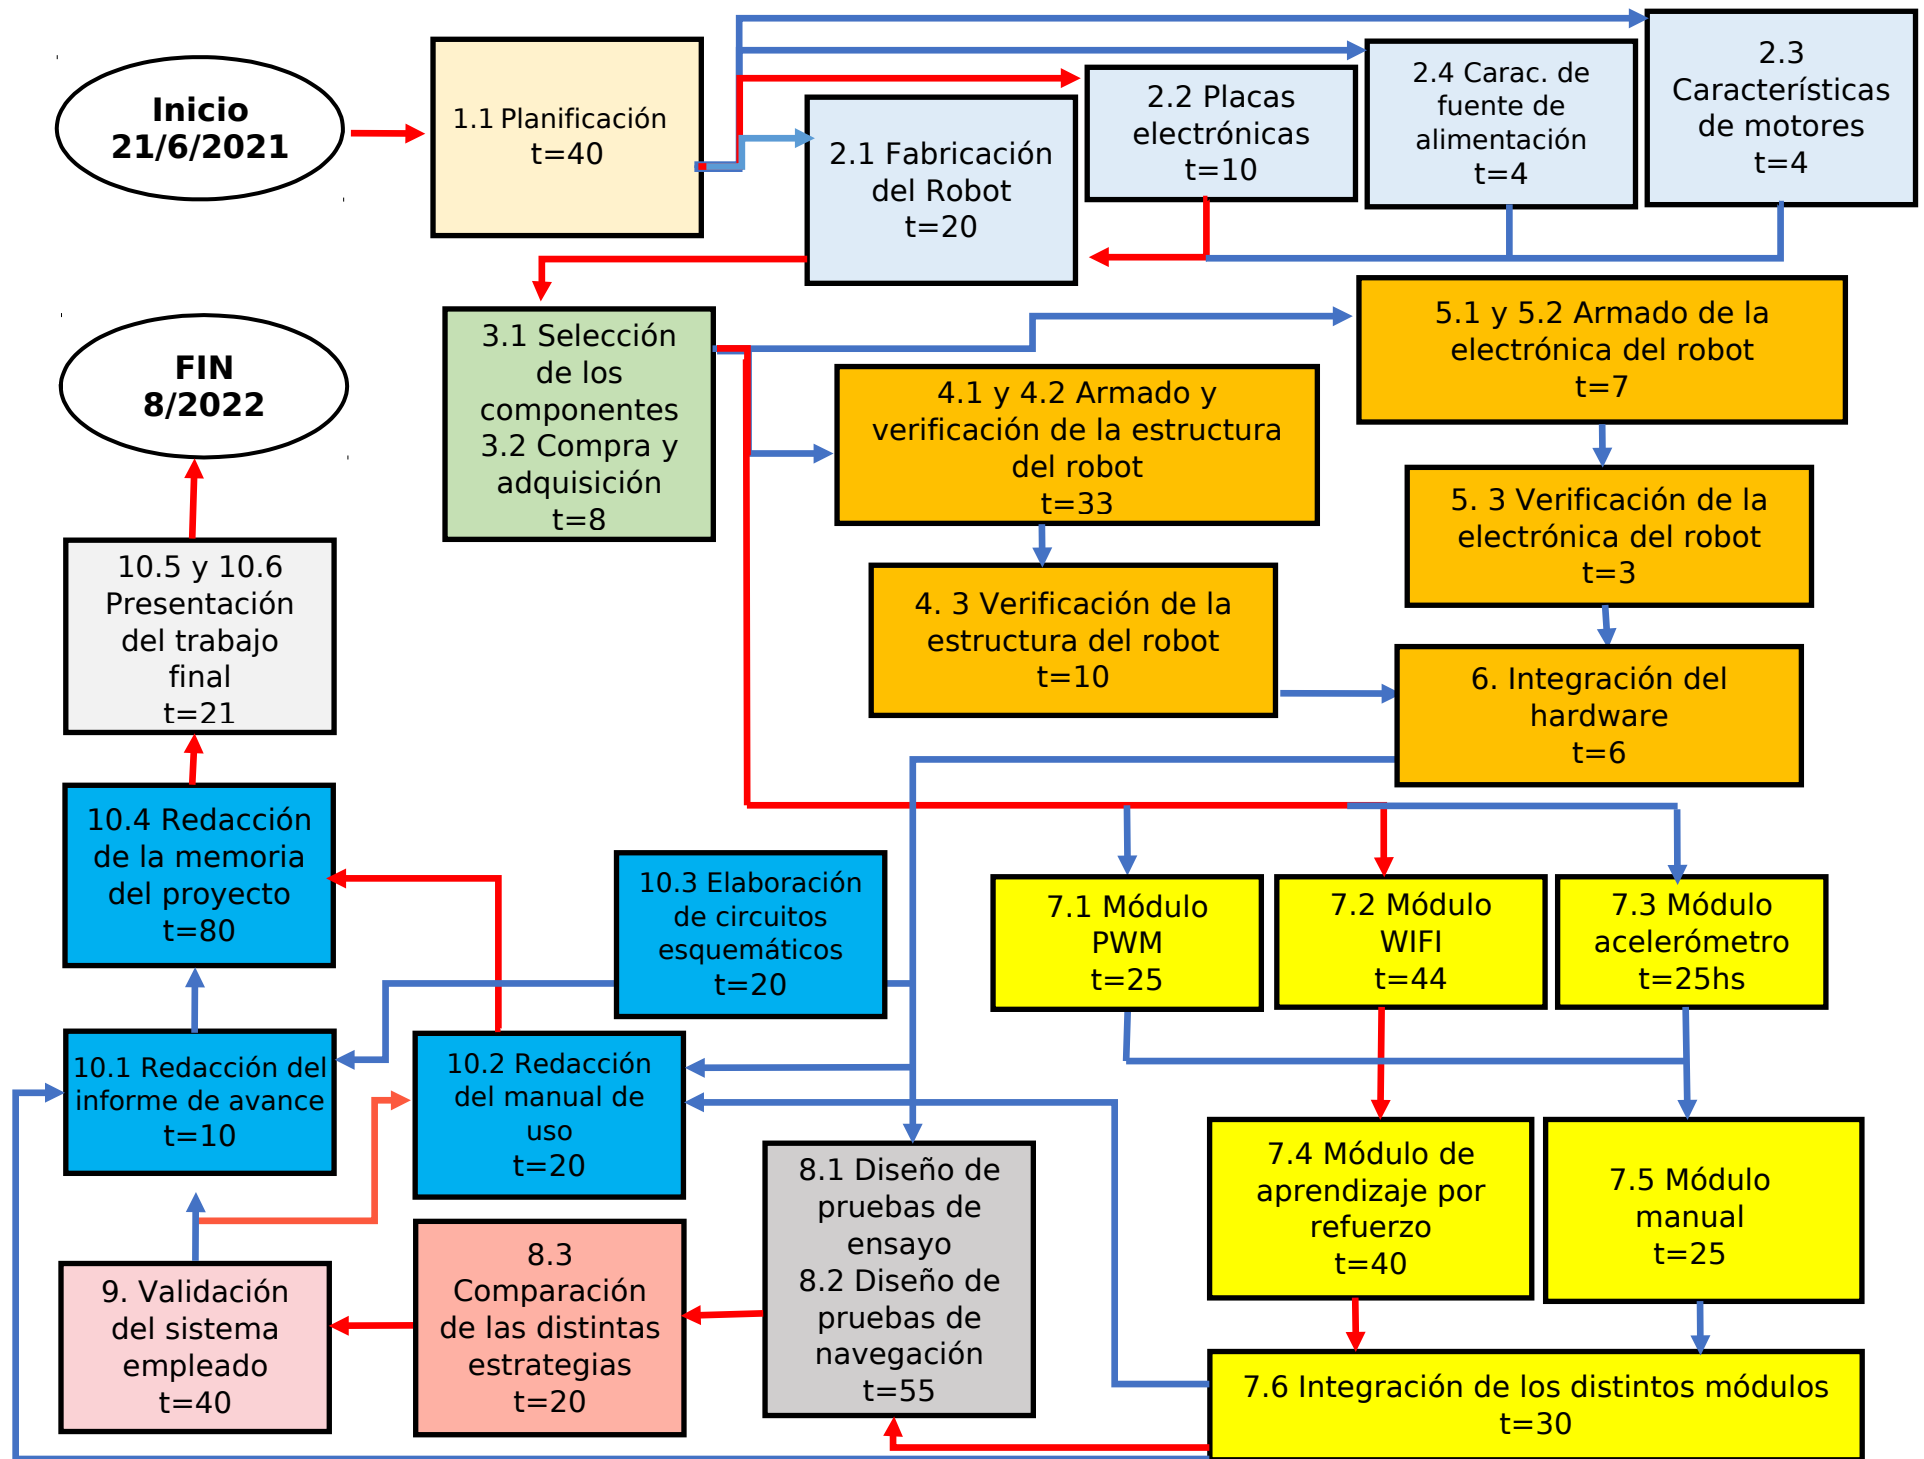 Inicio
21/6/2021
1.1 Planificación
t=40
2.1 Fabricación
del Robot
t=20
2.2 Placas
electrónicas
t=10
2.4 Carac. de
fuente de
alimentación
t=4
2.3
Características
de motores
t=4
FIN
8/2022
3.1 Selección
de los
componentes
3.2 Compra y
adquisición
t=8
4.1 y 4.2 Armado y
verificación de la estructura
del robot
t=33
5.1 y 5.2 Armado de la
electrónica del robot
t=7
5. 3 Verificación de la
electrónica del robot
t=3
4. 3 Verificación de la
estructura del robot
t=10
6. Integración del
hardware
t=6
10.5 y 10.6
Presentación
del trabajo
final
t=21
10.4 Redacción
de la memoria
del proyecto
t=80
10.3 Elaboración
de circuitos
esquemáticos
t=20
7.1 Módulo
PWM
t=25
7.2 Módulo
WIFI
t=44
7.3 Módulo
acelerómetro
t=25hs
10.1 Redacción del
informe de avance
t=10
10.2 Redacción
del manual de
uso
t=20
8.1 Diseño de
pruebas de
ensayo
8.2 Diseño de
pruebas de
navegación
t=55
7.4 Módulo de
aprendizaje por
refuerzo
t=40
7.5 Módulo
manual
t=25
9. Validación
del sistema
empleado
t=40
8.3
Comparación
de las distintas
estrategias
t=20
7.6 Integración de los distintos módulos
t=30